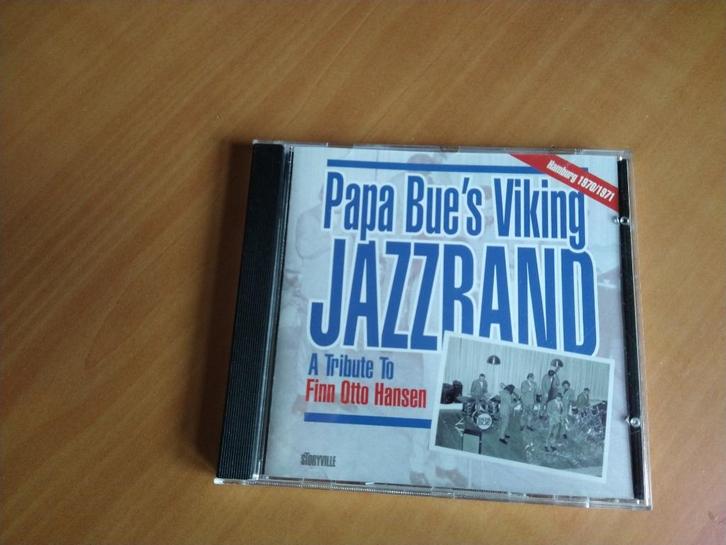 Hamburg 1970/1971
Papa Bue's Viking
JAZZBAND
A Tribute To
Finn Otto Hansen
STORYVILLE